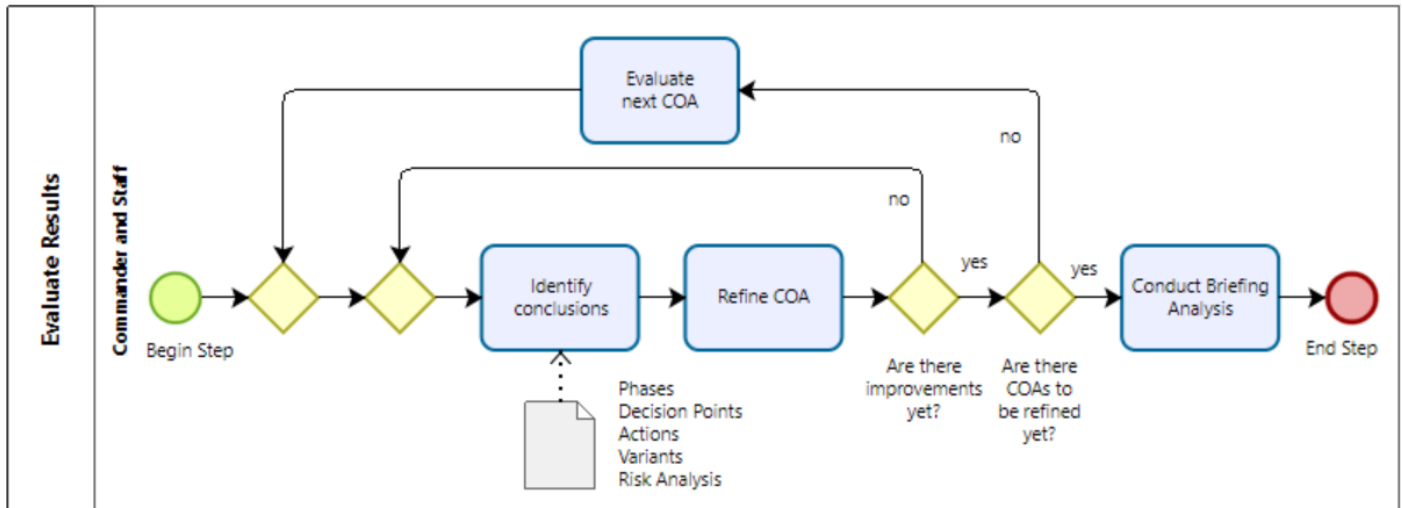 Evaluate Results
Commander and Staff
Evaluate
next COA
no
no
Begin Step
Identify
conclusions
Refine COA
yes
yes
Conduct Briefing
Analysis
End Step
Are there
improvements
yet?
Are there
COAs to
be refined
yet?
Phases
Decision Points
Actions
Variants
Risk Analysis